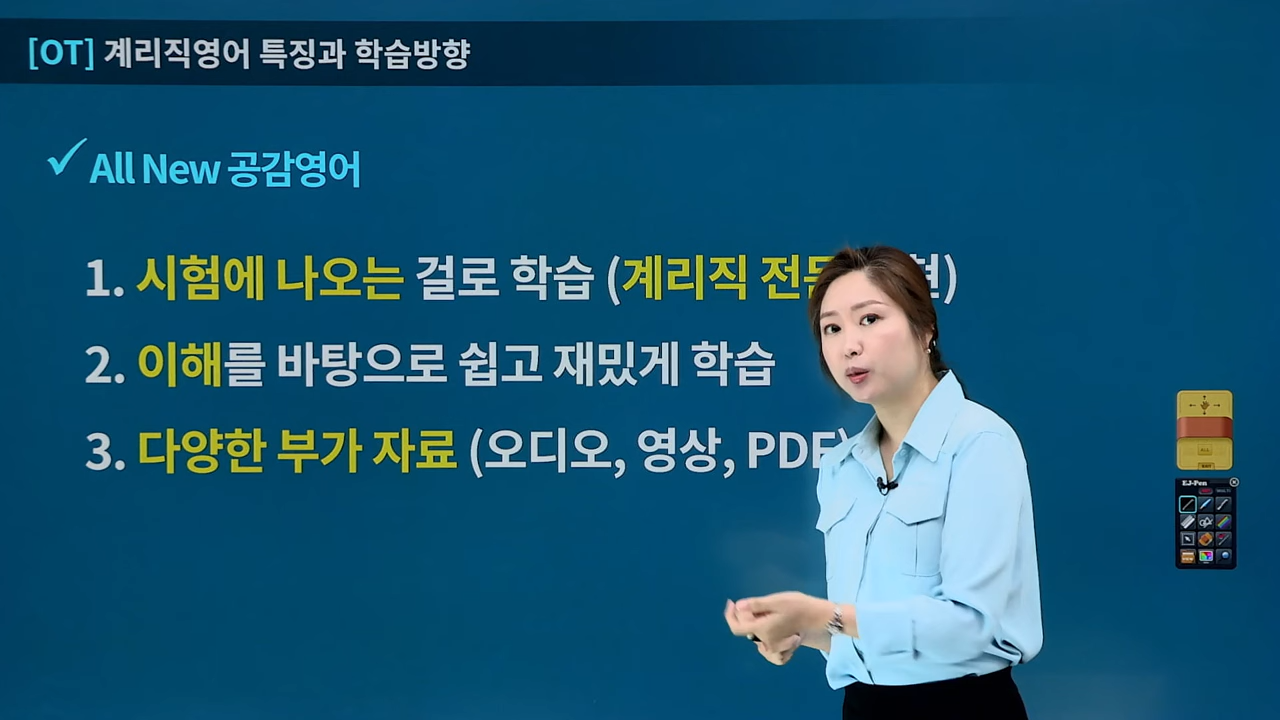 [OT] 계리직영어 특징과 학습방향
✓ All New 공감영어
1. 시험에 나오는 걸로 학습 (계리직
2. 이해를 바탕으로 쉽고 재밌게 학습
3. 다양한 부가 자료 (오디오, 영상, PDF)
EJ-Pen